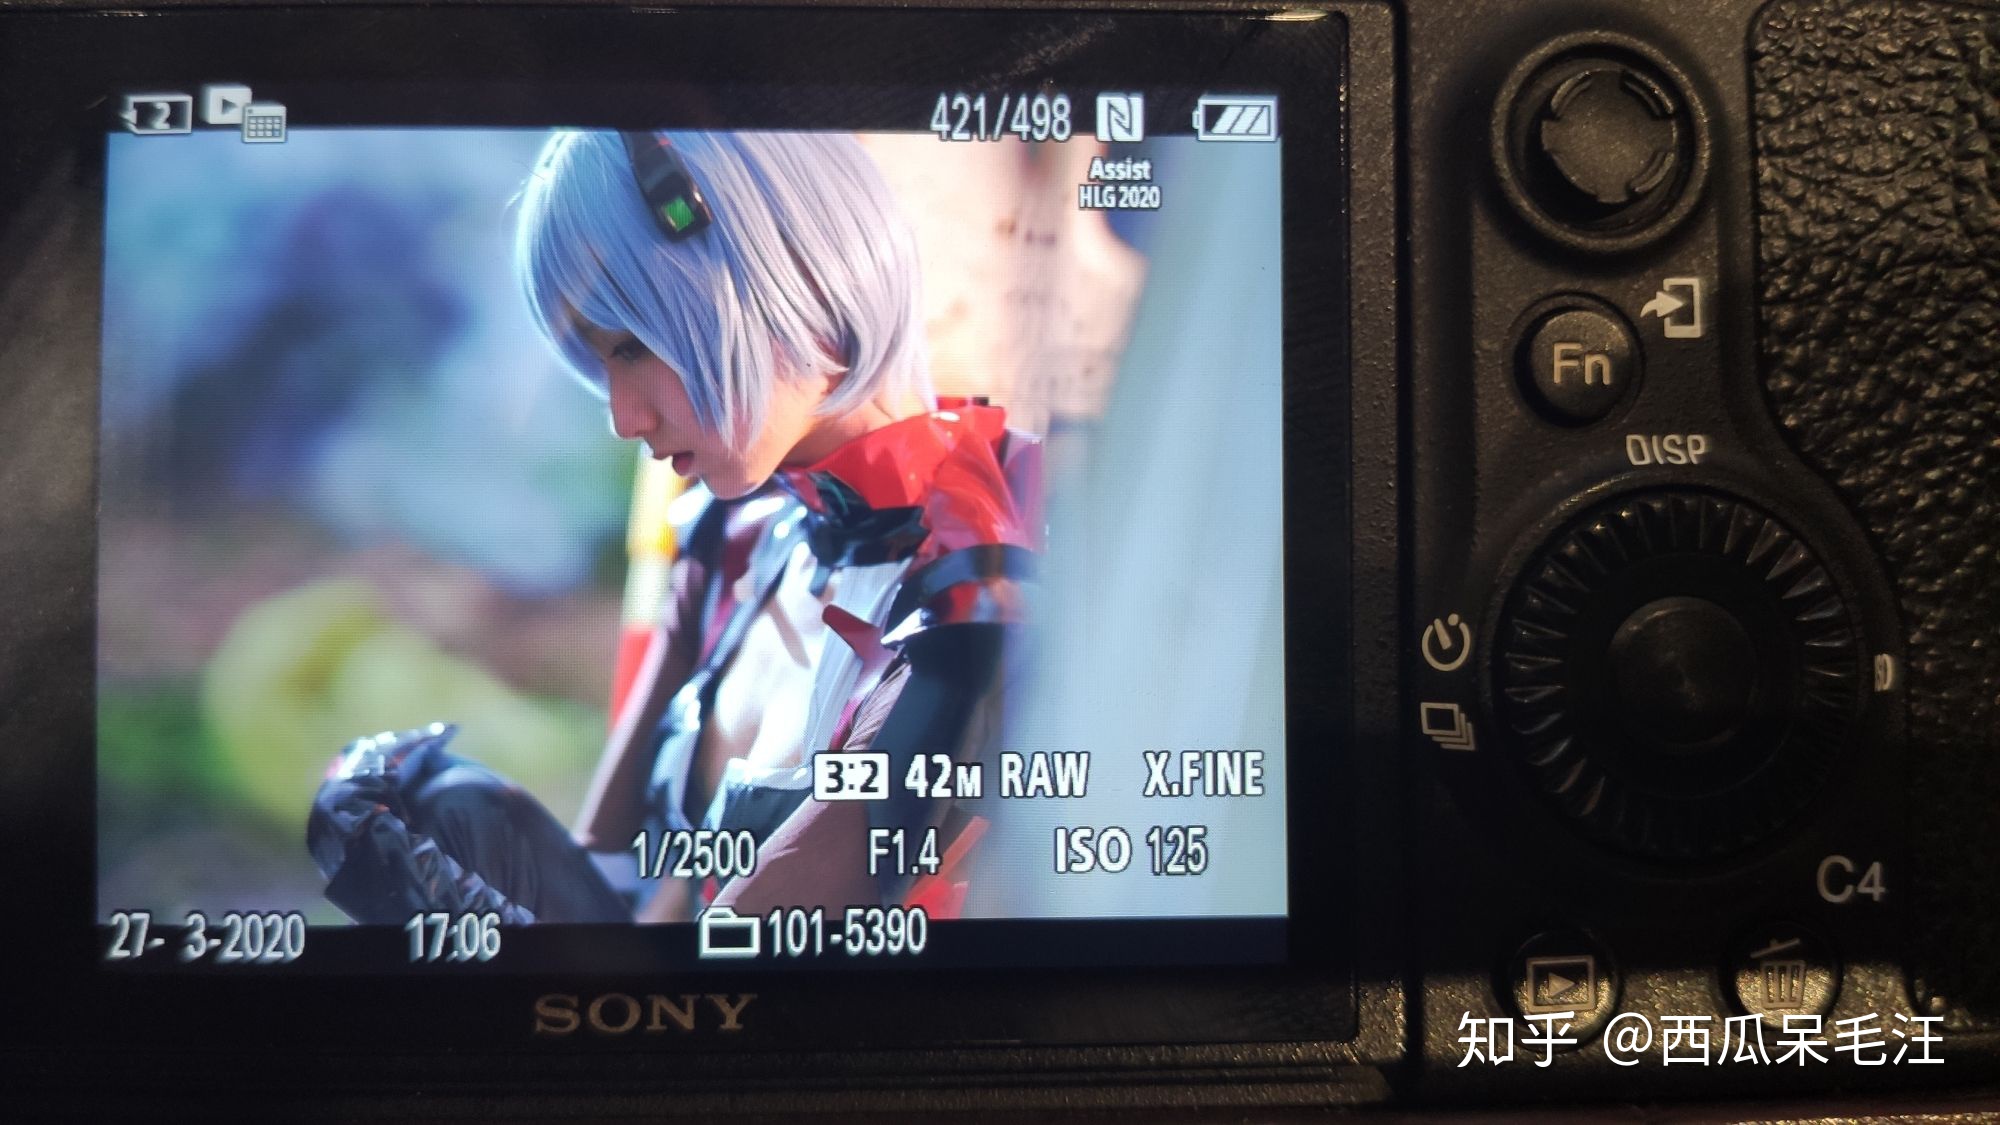 2
421/498
Assist
HLG 2020
3:2 42M RAW X.FINE
1/2500 F1.4 ISO 125
27- 3-2020 17:06 101-5390
SONY
Fn
DISP
C4
知乎 @西瓜呆毛汪